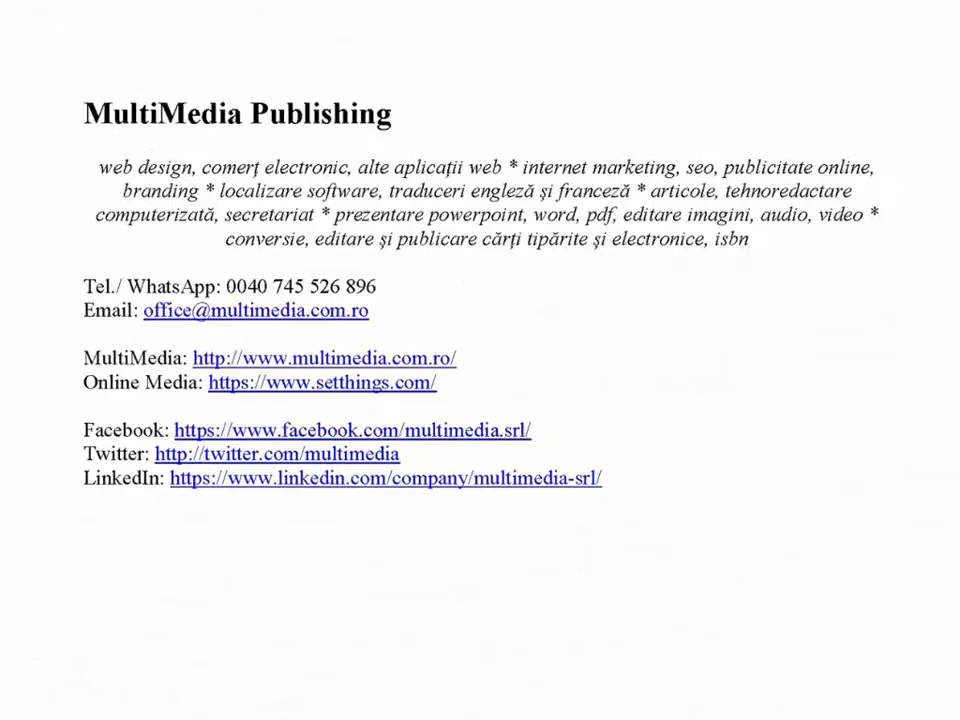 MultiMedia Publishing
web design, comerț electronic, alte aplicații web * internet marketing, seo, publicitate online,
branding * localizare software, traduceri engleză și franceză * articole, tehnoredactare
computerizată, secretariat * prezentare powerpoint, word, pdf, editare imagini, audio, video *
conversie, editare și publicare cărți tipărite și electronice, isbn
Tel./ WhatsApp: 0040 745 526 896
Email: office@multimedia.com.ro
MultiMedia: http://www.multimedia.com.ro/
Online Media: https://www.setthings.com/
Facebook: https://www.facebook.com/multimedia.srl/
Twitter: http://twitter.com/multimedia
LinkedIn: https://www.linkedin.com/company/multimedia-srl/